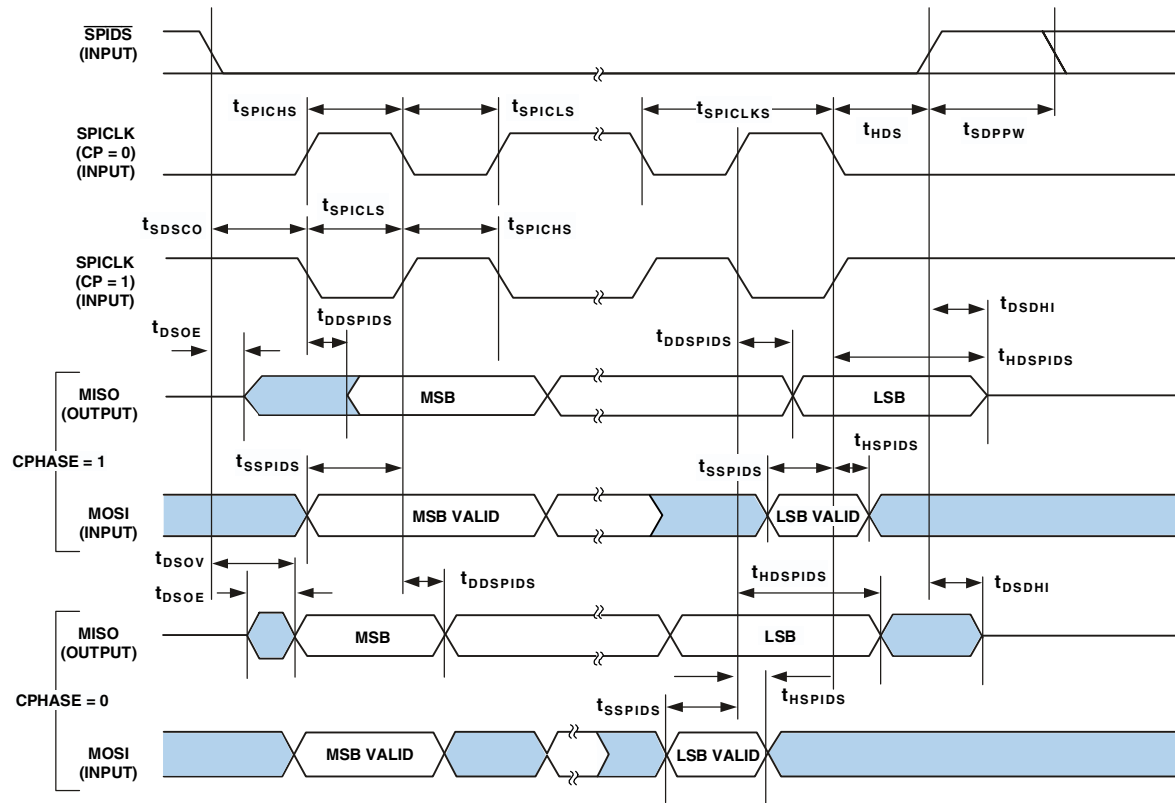 SPIDS
(INPUT)
tSPICHS
tSPICLS
tSPICLKS
tHDS
tSDPPW
SPICLK
(CP = 0)
(INPUT)
tSDSCO
tSPICLS
tSPICHS
SPICLK
(CP = 1)
(INPUT)
tDSOE
tDDSPIDS
tDDSPIDS
tDSDHI
tHDSPIDS
MISO
(OUTPUT)
MSB
LSB
CPHASE = 1
tSSPIDS
tSSPIDS
tHSPIDS
MOSI
(INPUT)
MSB VALID
LSB VALID
tDSOV
tDSOE
tDDSPIDS
tHDSPIDS
tDSDHI
MISO
(OUTPUT)
MSB
LSB
CPHASE = 0
tSSPIDS
tHSPIDS
MOSI
(INPUT)
MSB VALID
LSB VALID